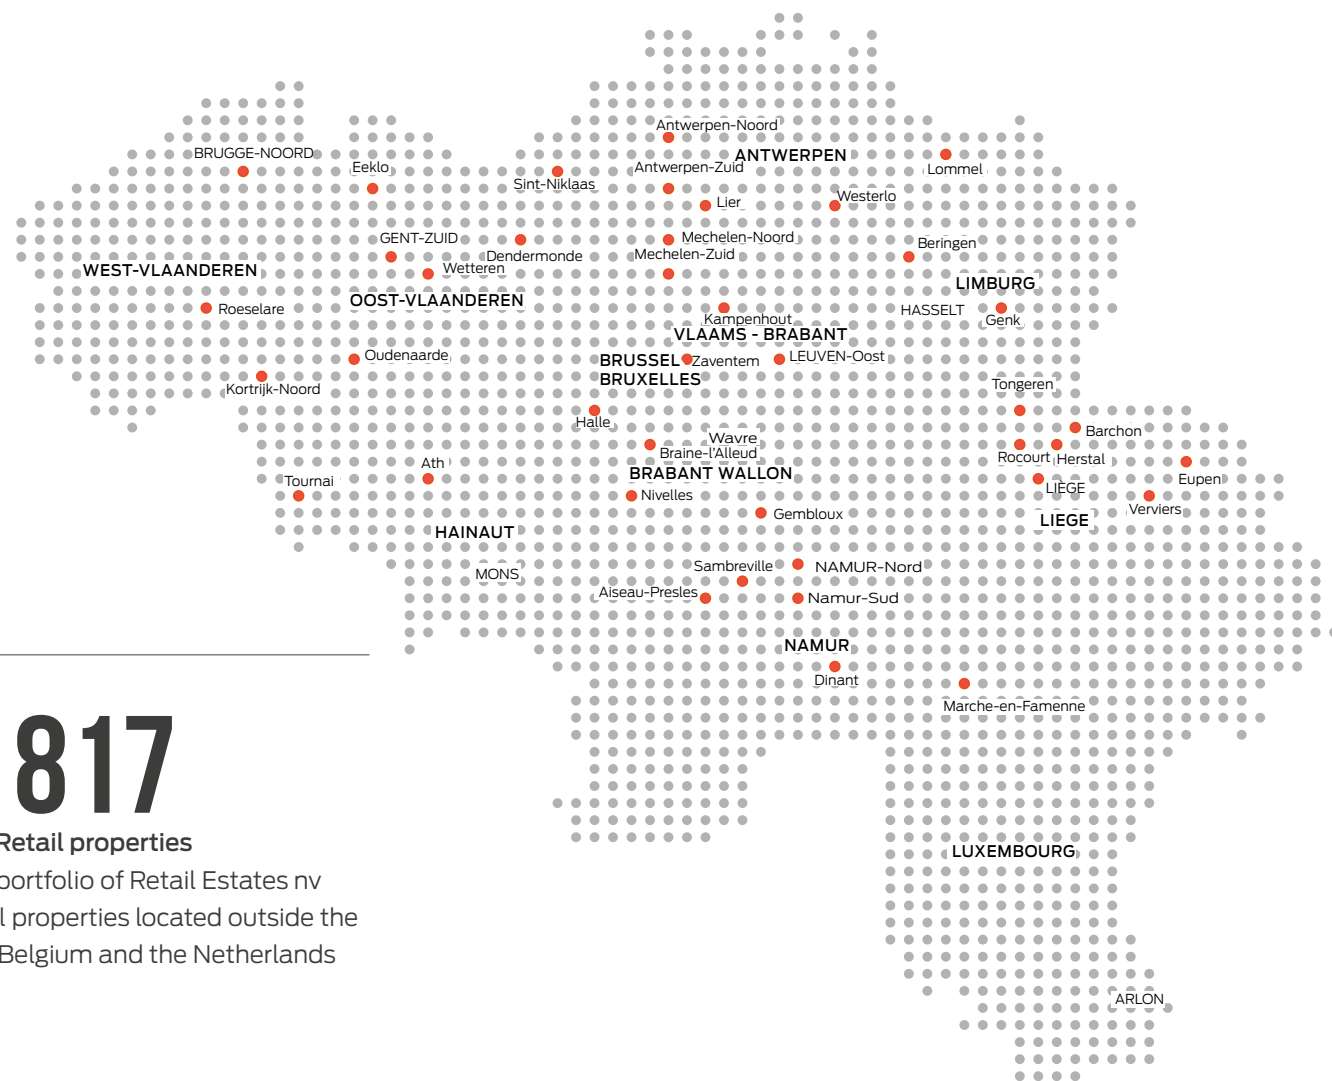 Antwerpen-Noord
BRUGGE-NOORD
ANTWERPEN
Eeklo
Antwerpen-Zuid
Lommel
Sint-Niklaas
Westerlo
Lier
GENT-ZUID
Mechelen-Noord
Beringen
Dendermonde
Mechelen-Zuid
WEST-VLAANDEREN
Wetteren
LIMBURG
OOST-VLAANDEREN
Roeselare
HASSELT
Kampenhout
Genk
VLAAMS - BRABANT
Oudenaarde
BRUSSEL
Zaventem
LEUVEN-Oost
BRUXELLES
Kortrijk-Noord
Tongeren
Halle
Barchon
Wavre
Braine-l'Alleud
Rocourt
Herstal
Ath
BRABANT WALLON
Tournai
Eupen
LIÈGE
Nivelles
Verviers
Gembloux
LIEGE
HAINAUT
Sambreville
NAMUR-Nord
MONS
Aiseau-Presles
Namur-Sud
NAMUR
Dinant
Marche-en-Famenne
817
Retail properties
portfolio of Retail Estates nv
l properties located outside the
Belgium and the Netherlands
LUXEMBOURG
ARLON